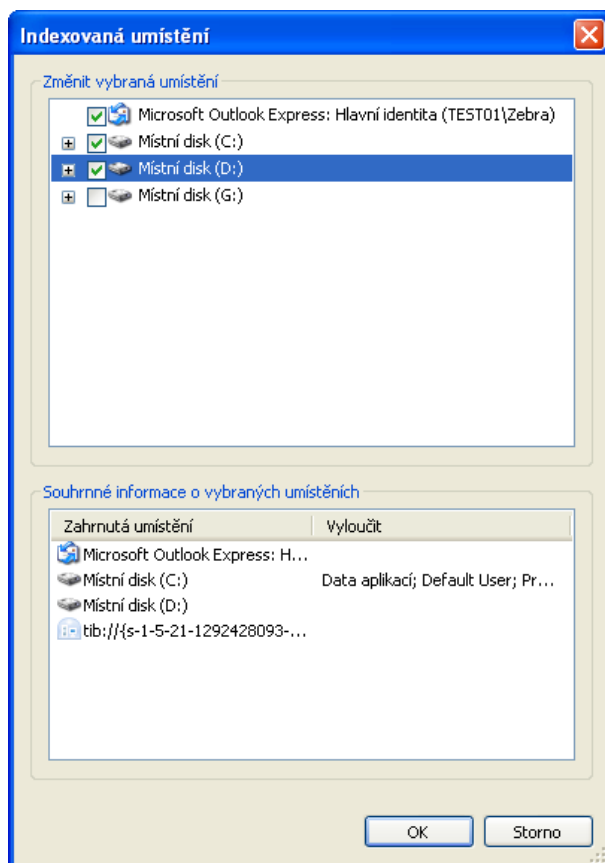 Indexovaná umístění
Změnit vybraná umístění
Microsoft Outlook Express: Hlavní identita (TEST01\Zebra)
Místní disk (C:)
Místní disk (D:)
Místní disk (G:)
Souhrnné informace o vybraných umístěních
Zahrnutá umístění Vyloučit
Microsoft Outlook Express: H...
Místní disk (C:) Data aplikací; Default User; Pr...
Místní disk (D:)
tib://{s-1-5-21-1292428093-...
OK Storno